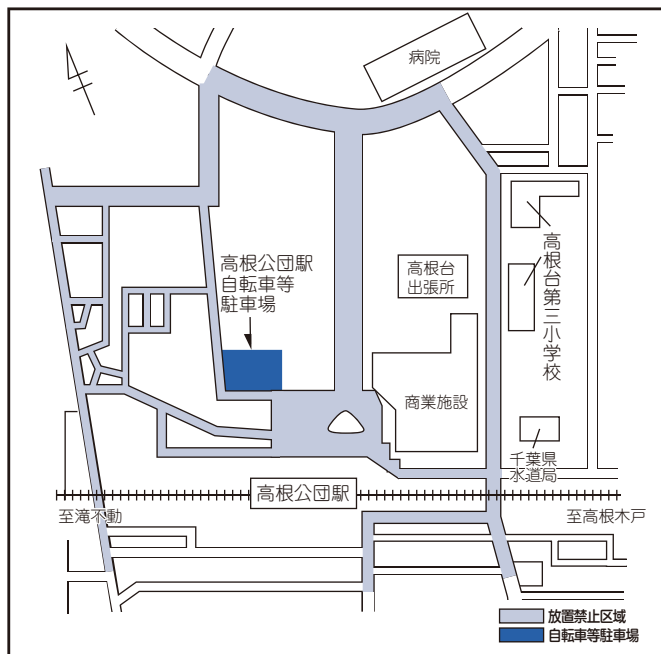 病院
高根公団駅
自転車等
駐車場
高根台
出張所
高根台第三小学校
商業施設
千葉県
水道局
高根公団駅
至滝不動
至高根木戸
放置禁止区域
自転車等駐車場